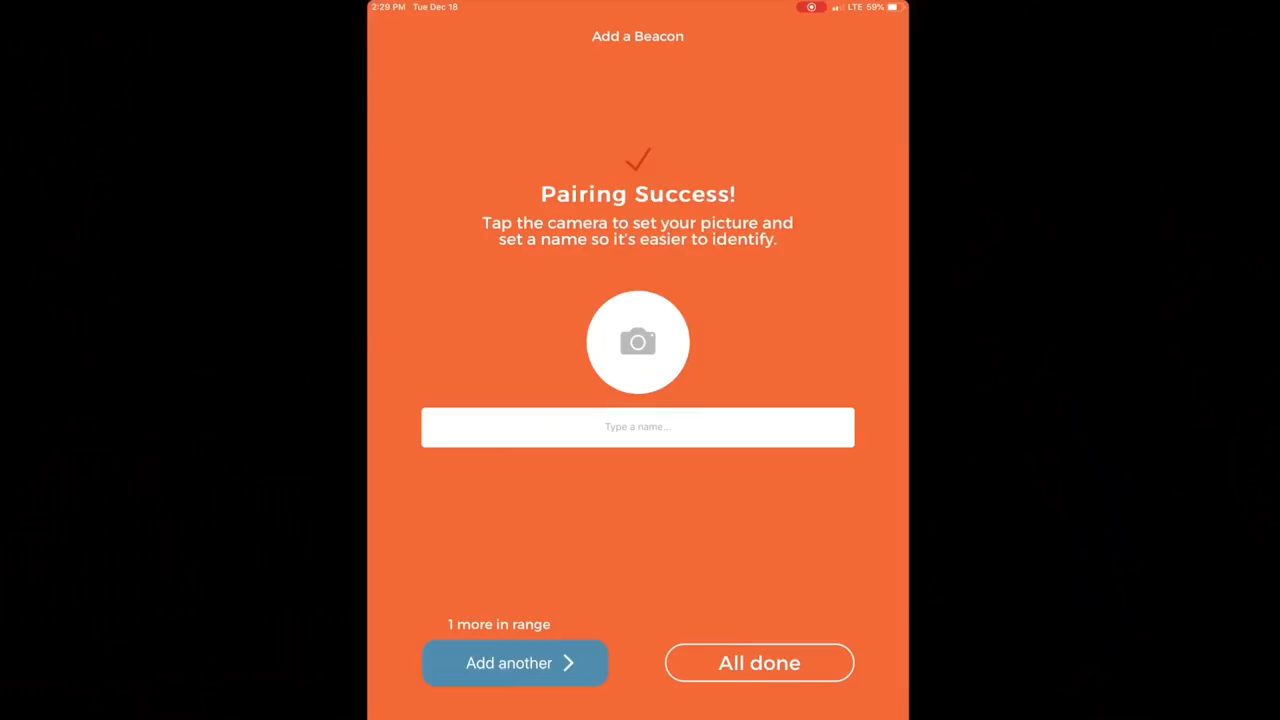 2:29 PM Tue Dec 18 LTE 59%
Add a Beacon
Pairing Success!
Tap the camera to set your picture and
set a name so it's easier to identify.
Type a name...
1 more in range
Add another
All done